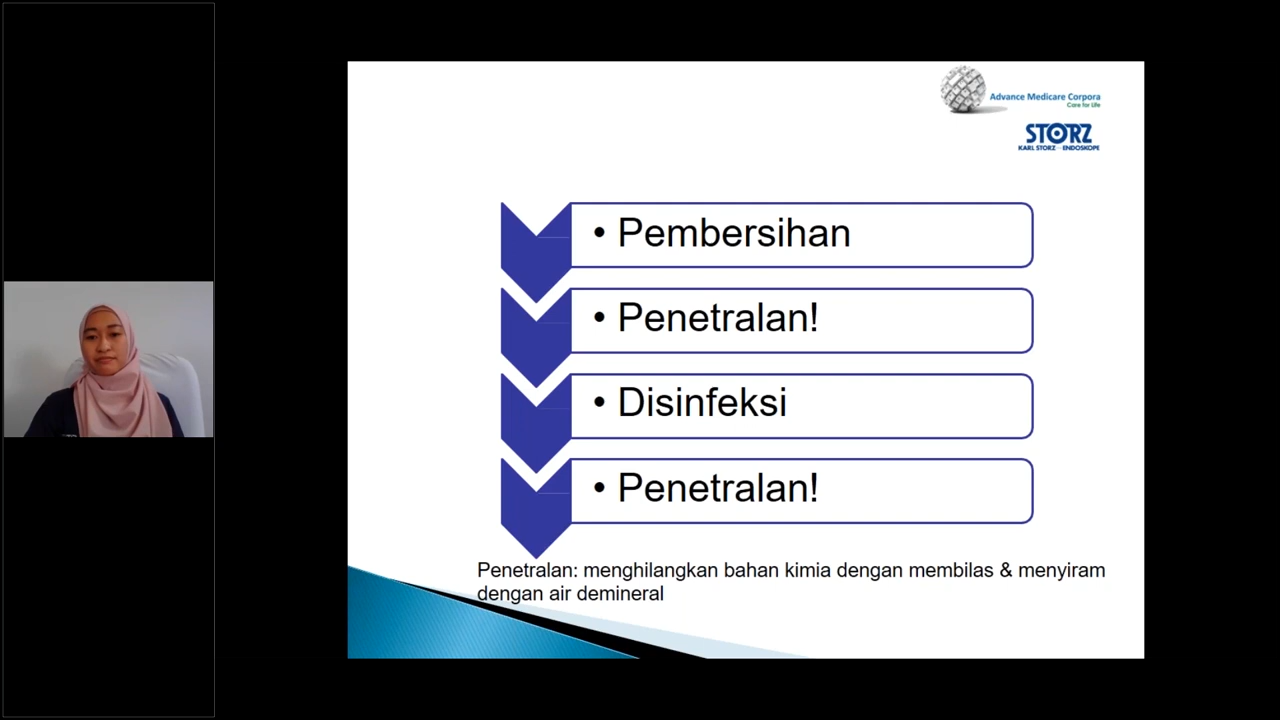 Advance Medicare Corpora
Care for Life
STORZ
KARL STORZ - ENDOSKOPE
• Pembersihan
• Penetralan!
• Disinfeksi
• Penetralan!
Penetralan: menghilangkan bahan kimia dengan membilas & menyiram
dengan air demineral